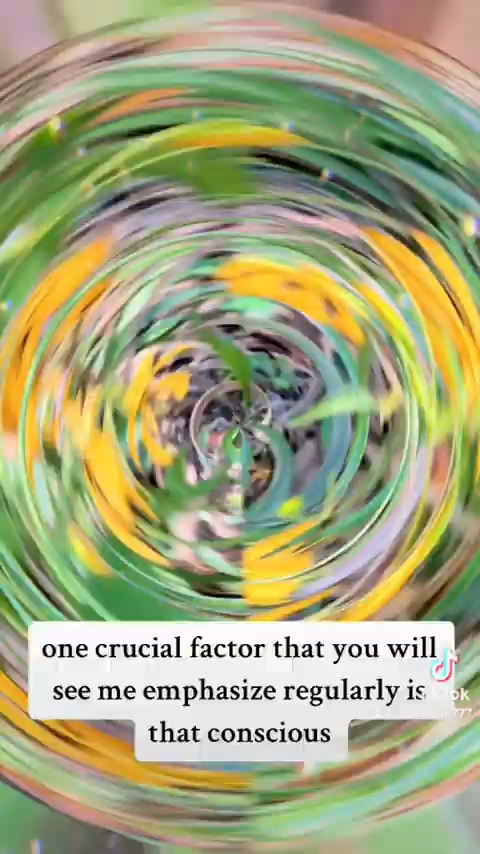 one crucial factor that you will
see me emphasize regularly is
that conscious